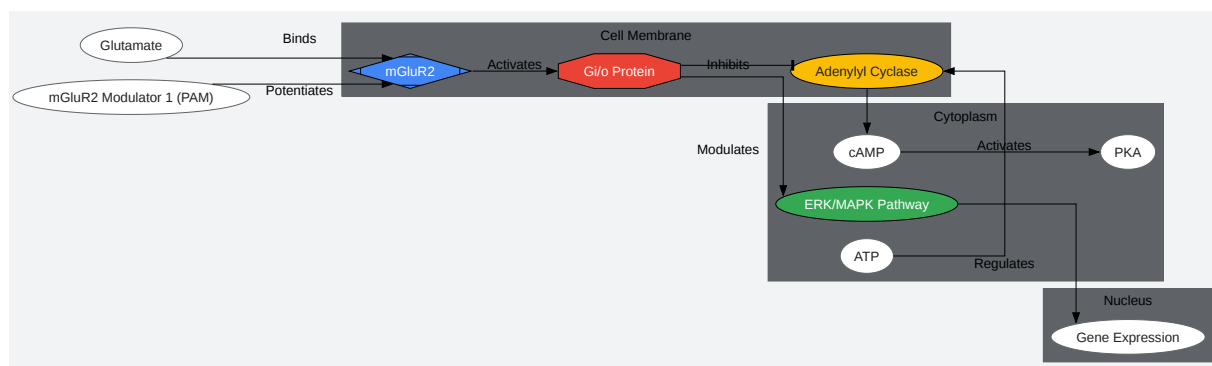 Cell Membrane
Glutamate
Binds
mGluR2
Activates
Gi/o Protein
Inhibits
Adenylyl Cyclase
mGluR2 Modulator 1 (PAM)
Potentiates
Cytoplasm
Modulates
cAMP
Activates
PKA
ERK/MAPK Pathway
ATP
Regulates
Nucleus
Gene Expression